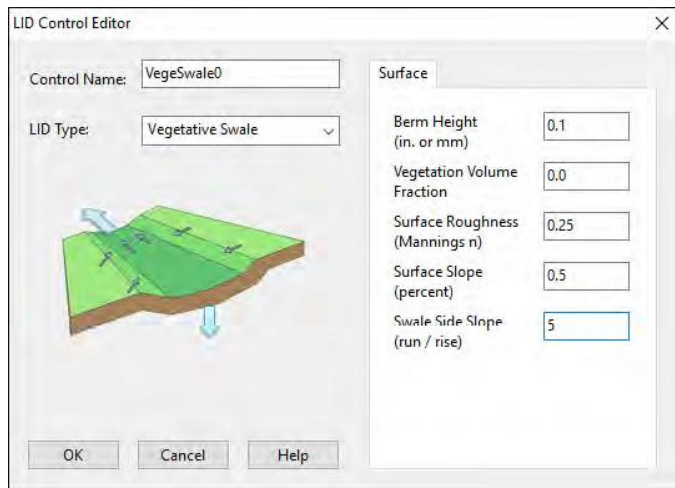 LID Control Editor
Control Name: VegeSwale0
LID Type: Vegetative Swale
Surface
Berm Height
(in. or mm)
0.1
Vegetation Volume
Fraction
0.0
Surface Roughness
(Mannings n)
0.25
Surface Slope
(percent)
0.5
Swale Side Slope
(run / rise)
5
OK Cancel Help